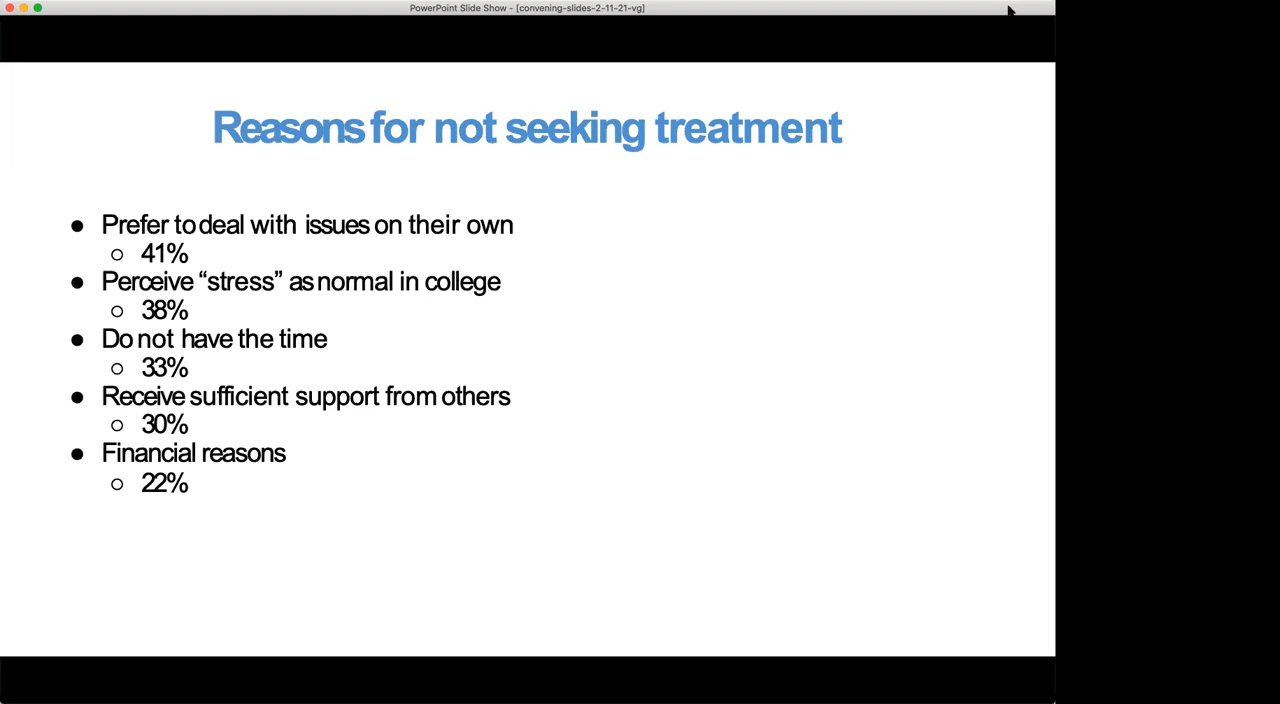 PowerPoint Slide Show - [convening-slides-2-11-21-vg]
Reasons for not seeking treatment
● Prefer to deal with issues on their own
○ 41%
● Perceive “stress” as normal in college
○ 38%
● Do not have the time
○ 33%
● Receive sufficient support from others
○ 30%
● Financial reasons
○ 22%